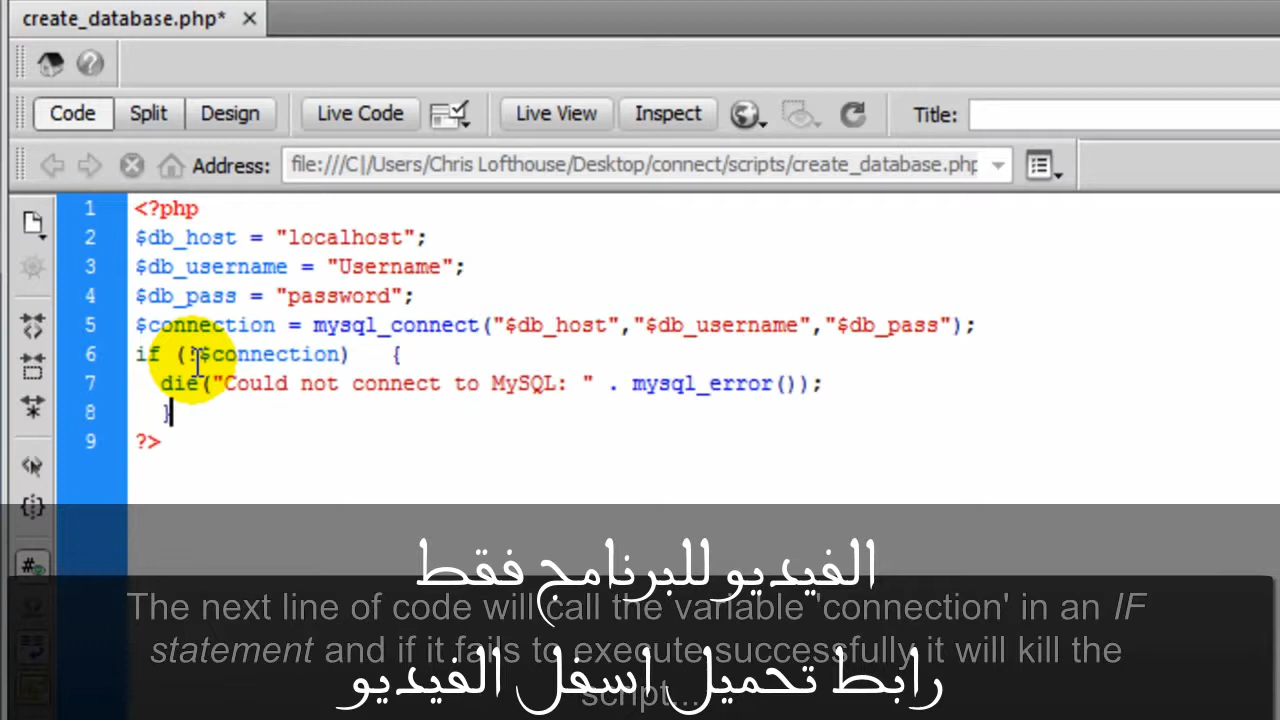 create_database.php*
Code Split Design Live Code Live View Inspect Title:
Address: file:///C|/Users/Chris Lofthouse/Desktop/connect/scripts/create_database.php
1 <?php
2 $db_host = "localhost";
3 $db_username = "Username";
4 $db_pass = "password";
5 $connection = mysql_connect("$db_host","$db_username","$db_pass");
6 if (!$connection)   {
7   die("Could not connect to MySQL: " . mysql_error());
8   }
9 ?>
الفيديو للبرنامج فقط
The next line of code will call the variable 'connection' in an IF
statement and if it fails to execute successfully it will kill the
رابط تحميل اسفل الفيديو
script...